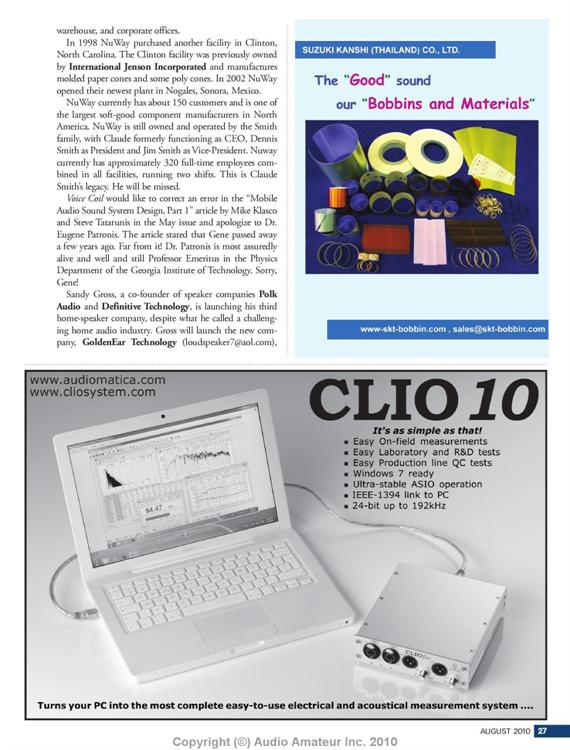 warehouse, and corporate offices.
In 1998 NuWay purchased another facility in Clinton,
North Carolina. The Clinton facility was previously owned
by International Jenson Incorporated and manufactures
molded paper cones and some poly cones. In 2002 NuWay
opened their newest plant in Nogales, Sonora, Mexico.
NuWay currently has about 150 customers and is one of
the largest soft-good component manufacturers in North
America. NuWay is still owned and operated by the Smith
family, with Claude formerly functioning as CEO, Dennis
Smith as President and Jim Smith as Vice-President. Nuway
currently has approximately 320 full-time employees com-
bined in all facilities, running two shifts. This is Claude
Smith's legacy. He will be missed.
Voice Coil would like to correct an error in the "Mobile
Audio Sound System Design, Part 1" article by Mike Klasco
and Steve Tatarunis in the May issue and apologize to Dr.
Eugene Patronis. The article stated that Gene passed away
a few years ago. Far from it! Dr. Patronis is most assuredly
alive and well and still Professor Emeritus in the Physics
Department of the Georgia Institute of Technology. Sorry,
Gene!
Sandy Gross, a co-founder of speaker companies Polk
Audio and Definitive Technology, is launching his third
home-speaker company, despite what he called a challeng-
ing home audio industry. Gross will launch the new com-
pany, GoldenEar Technology (loudspeaker7@aol.com),
SUZUKI KANSHI (THAILAND) CO., LTD.
The "Good" sound
our "Bobbins and Materials"
www-skt-bobbin.com , sales@skt-bobbin.com
www.audiomatica.com
www.cliosystem.com
CLIO 10
It's as simple as that!
Easy On-field measurements
Easy Laboratory and R&D tests
Easy Production line QC tests
Windows 7 ready
Ultra-stable ASIO operation
IEEE-1394 link to PC
24-bit up to 192kHz
94.47
CLIOfw
Turns your PC into the most complete easy-to-use electrical and acoustical measurement system ....
AUGUST 2010 27
Copyright (©) Audio Amateur Inc. 2010